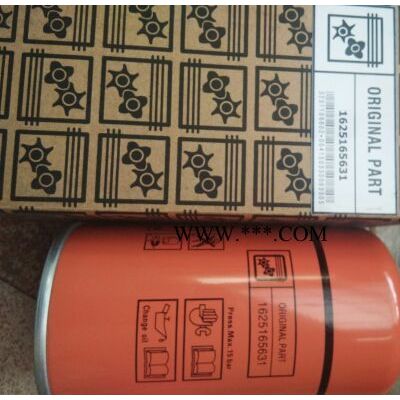 ORIGINAL PART
1625165631
WWW.***.COM
ORIGINAL PART
1625165631
Press.Max.15 bar
Change oil